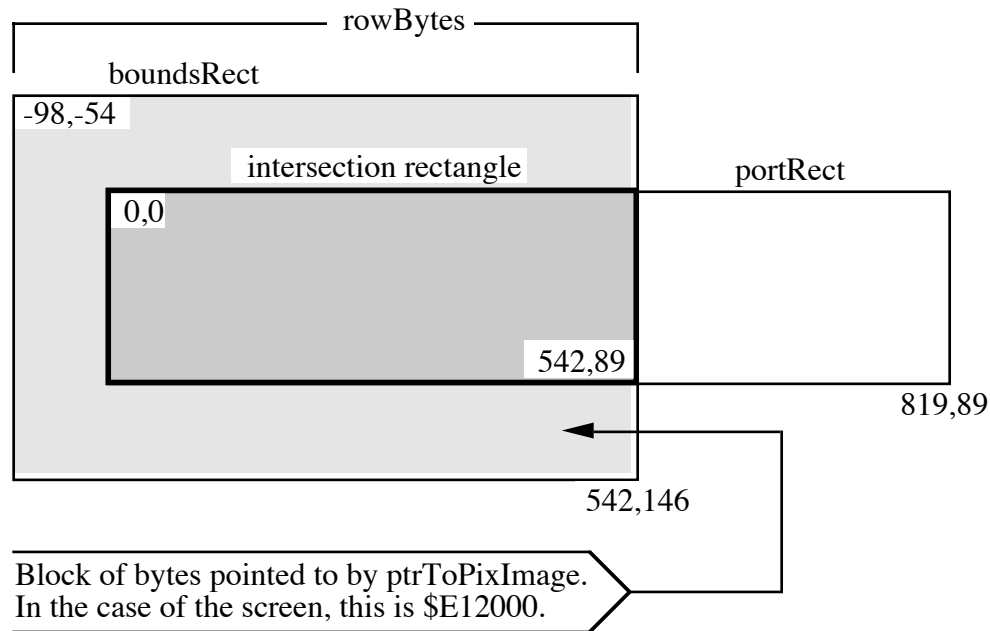 rowBytes
boundsRect
-98,-54
intersection rectangle
portRect
0,0
542,89
819,89
542,146
Block of bytes pointed to by ptrToPixImage.
In the case of the screen, this is $E12000.